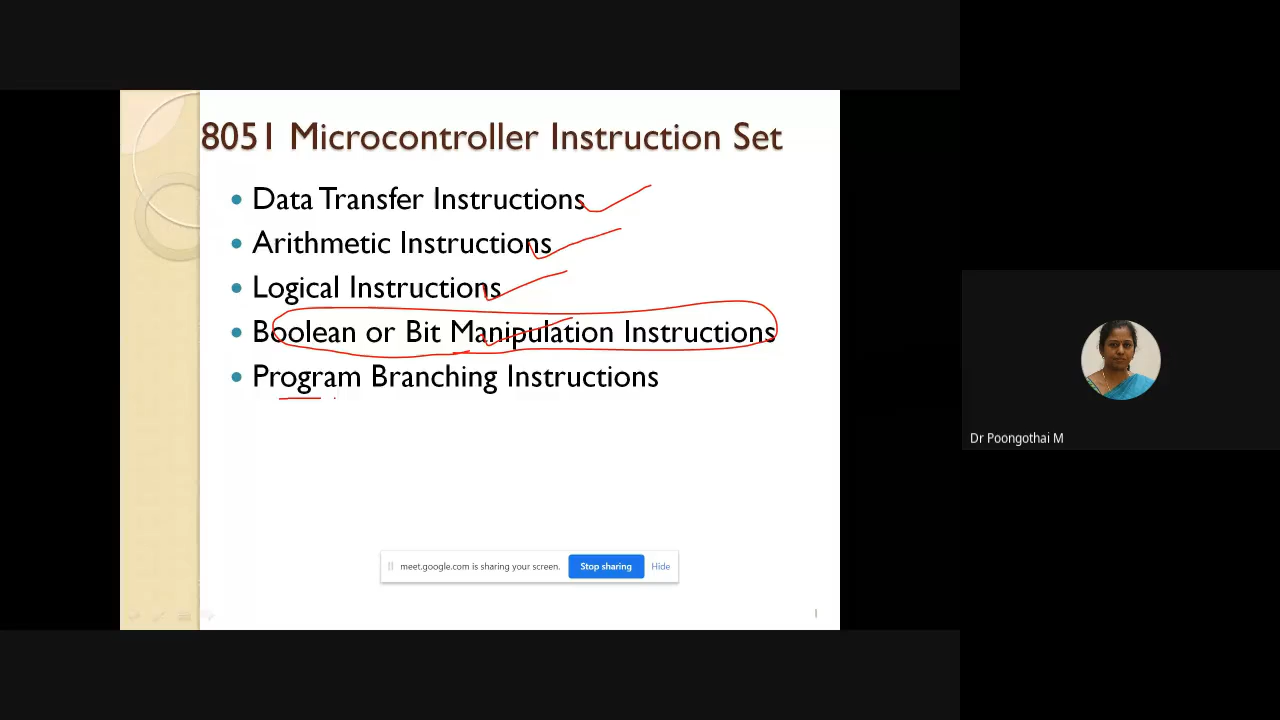 8051 Microcontroller Instruction Set
• Data Transfer Instructions
• Arithmetic Instructions
• Logical Instructions
• Boolean or Bit Manipulation Instructions
• Program Branching Instructions
Dr Poongothai M
meet.google.com is sharing your screen. Stop sharing Hide
1